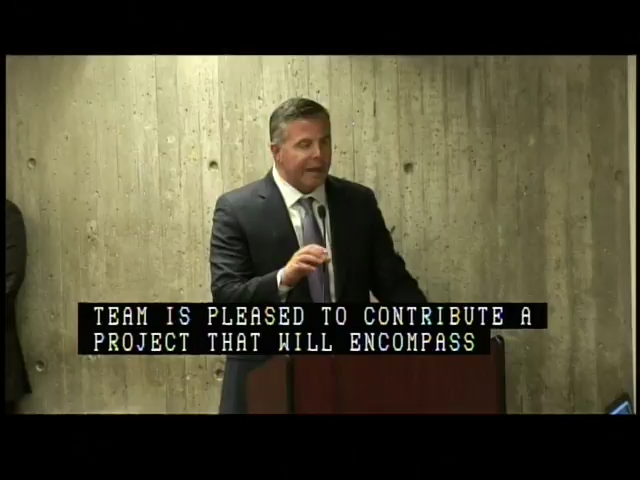 TEAM IS PLEASED TO CONTRIBUTE A
PROJECT THAT WILL ENCOMPASS